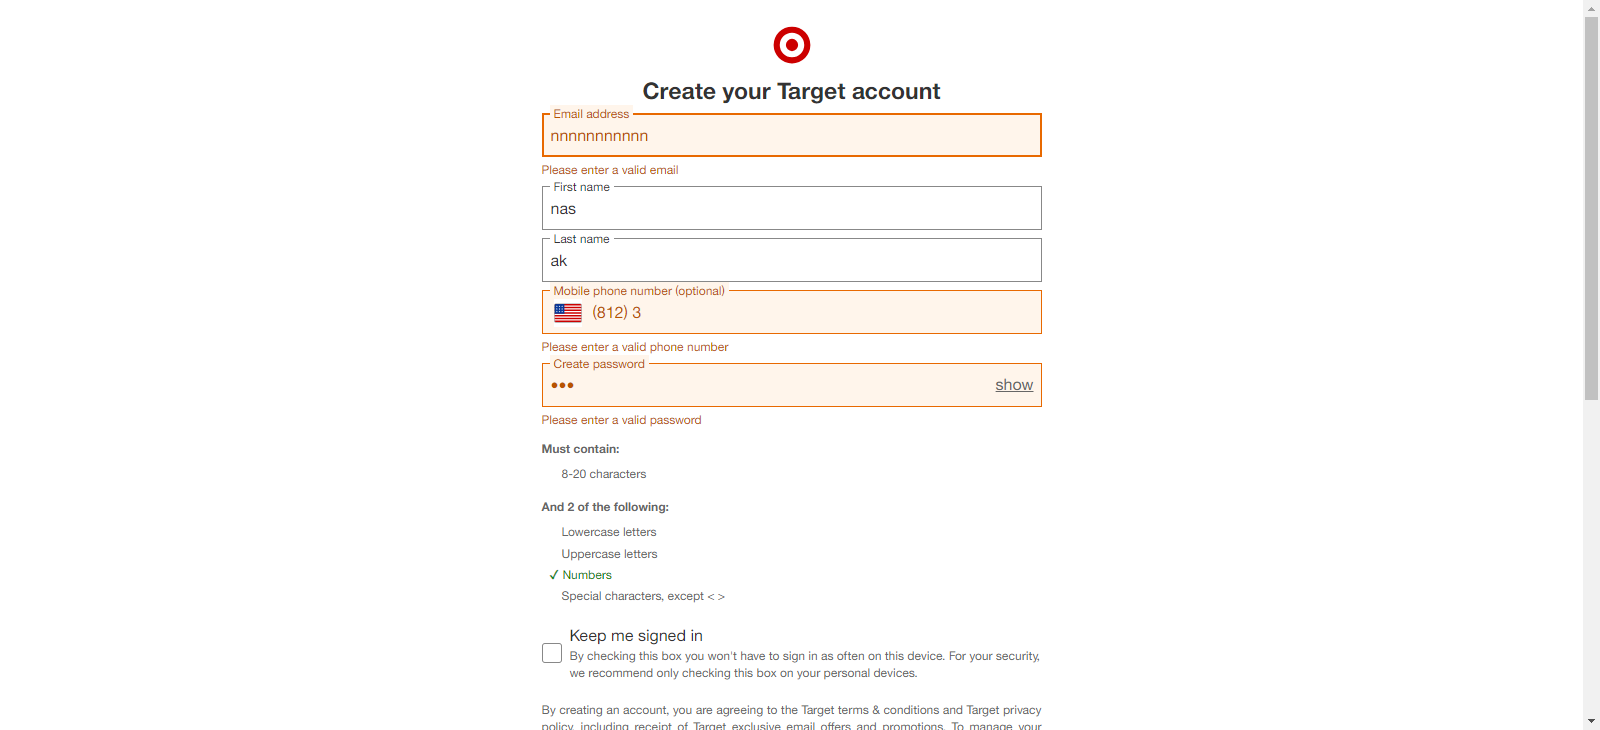 Create your Target account
Email address
nnnnnnnnnnn
Please enter a valid email
First name
nas
Last name
ak
Mobile phone number (optional)
(812) 3
Please enter a valid phone number
Create password
••• show
Please enter a valid password
Must contain:
8-20 characters
And 2 of the following:
Lowercase letters
Uppercase letters
✓ Numbers
Special characters, except < >
Keep me signed in
By checking this box you won't have to sign in as often on this device. For your security,
we recommend only checking this box on your personal devices.
By creating an account, you are agreeing to the Target terms & conditions and Target privacy
policy, including receipt of Target exclusive email offers and promotions. To manage your